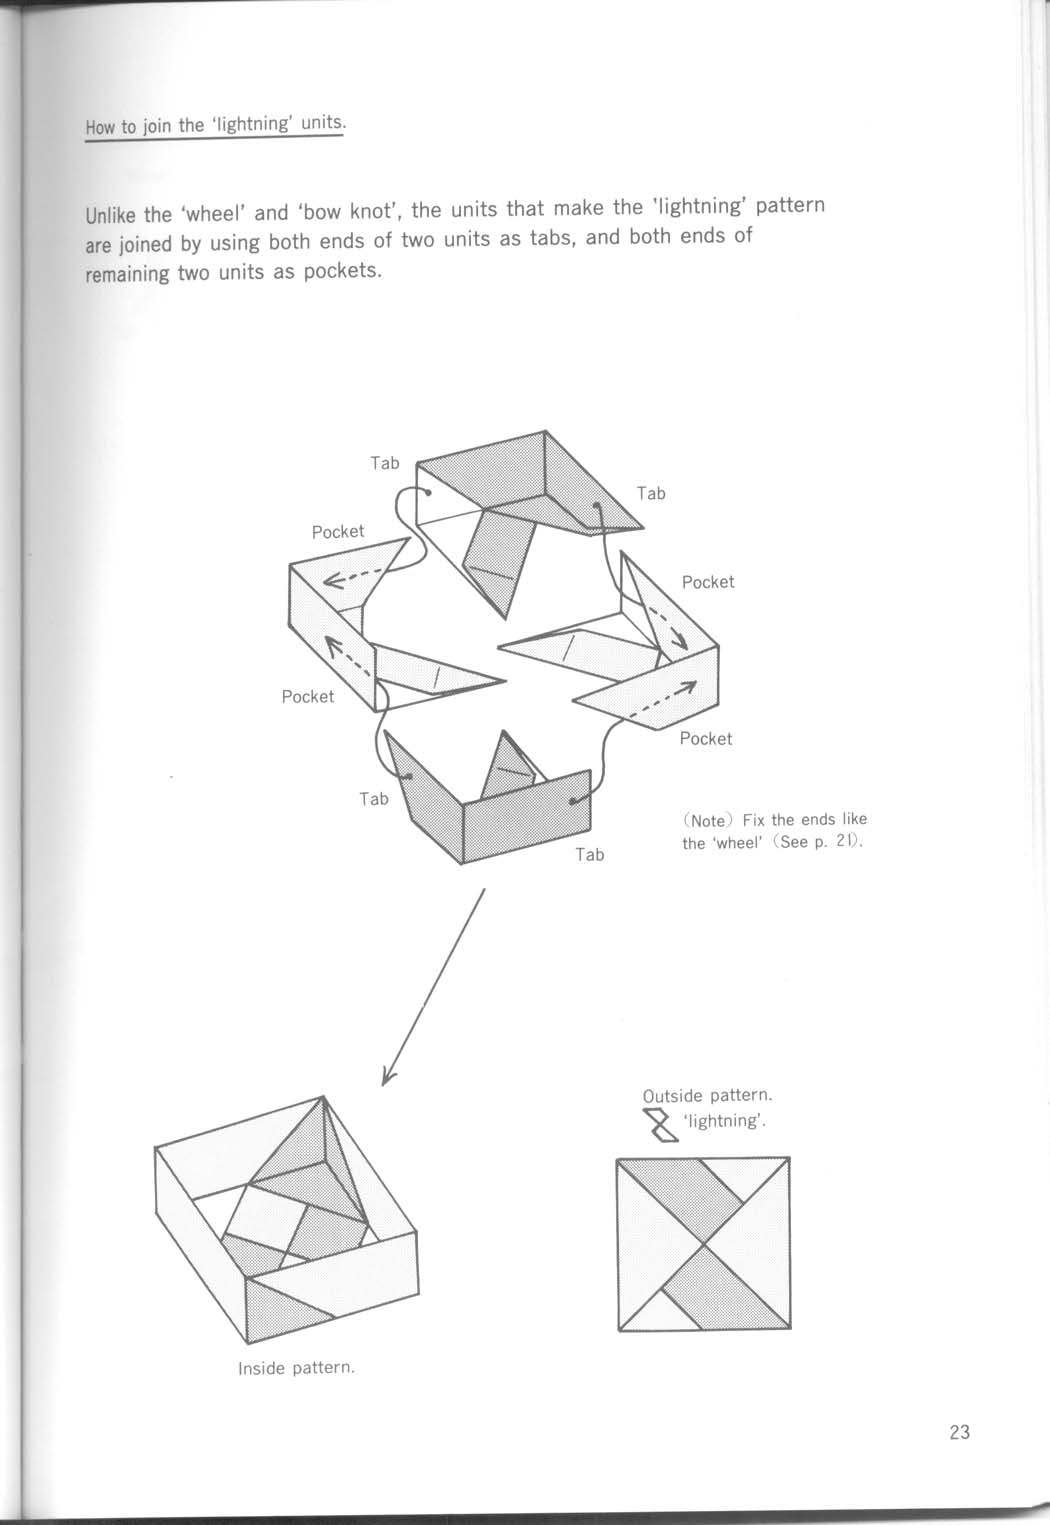 How to join the ‘lightning’ units.
Unlike the ‘wheel’ and ‘bow knot’, the units that make the ‘lightning’ pattern
are joined by using both ends of two units as tabs, and both ends of
remaining two units as pockets.
Tab
Tab
Pocket
Pocket
Pocket
Pocket
Tab
Tab
(Note) Fix the ends like
the ‘wheel’ (See p. 21).
Outside pattern.
‘lightning’.
Inside pattern.
23